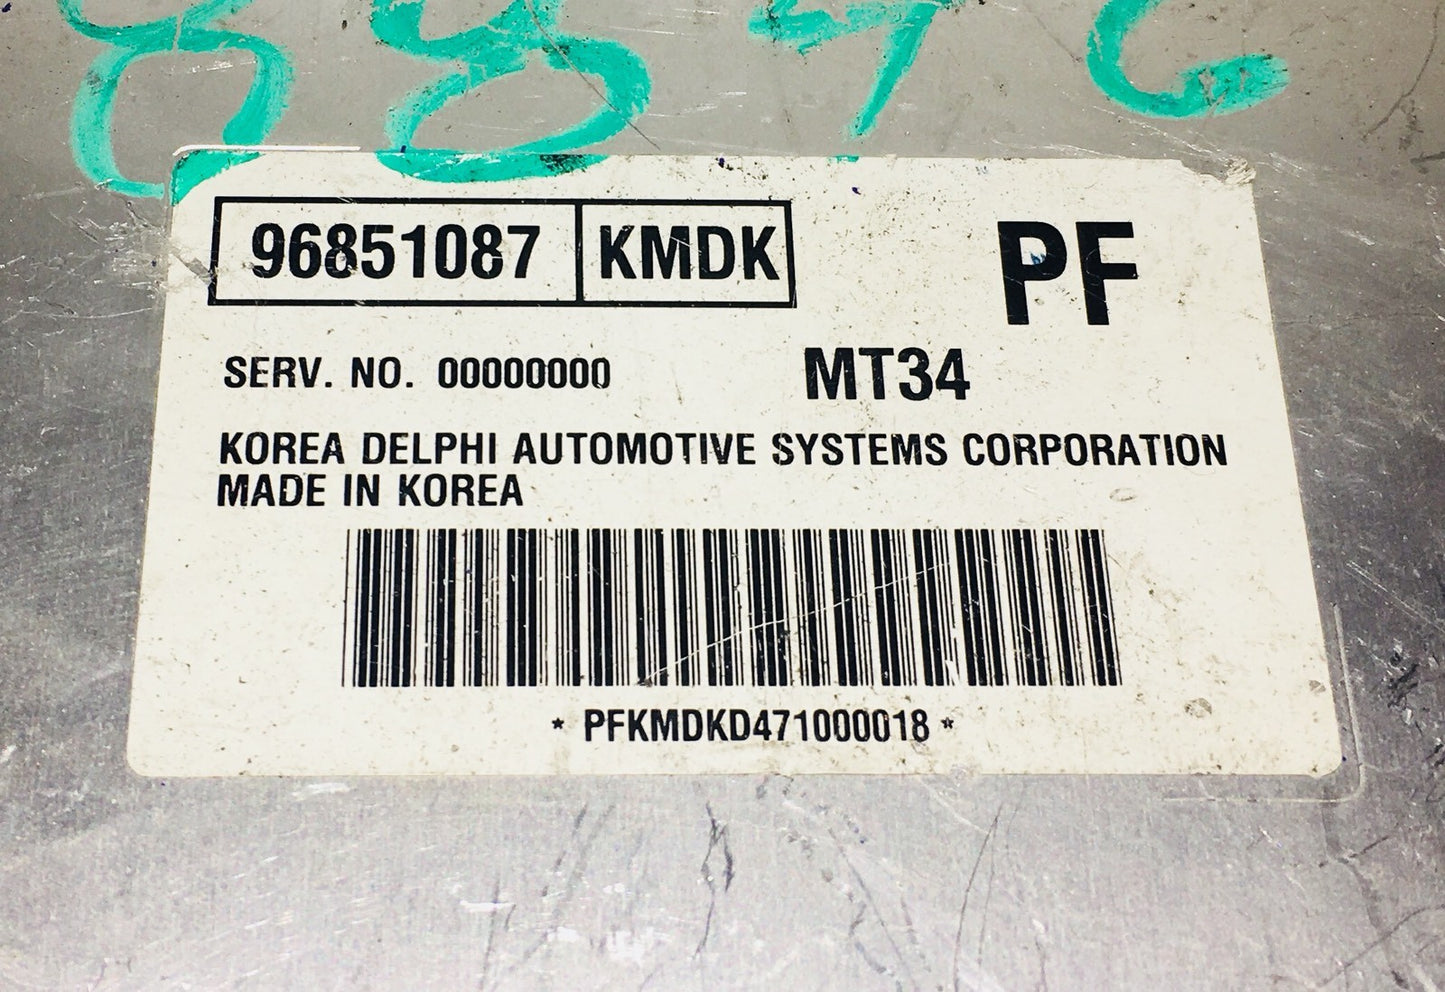 96851087 KMDK PF
SERV. NO. 00000000 MT34
KOREA DELPHI AUTOMOTIVE SYSTEMS CORPORATION
MADE IN KOREA
* PFKMDKD471000018 *